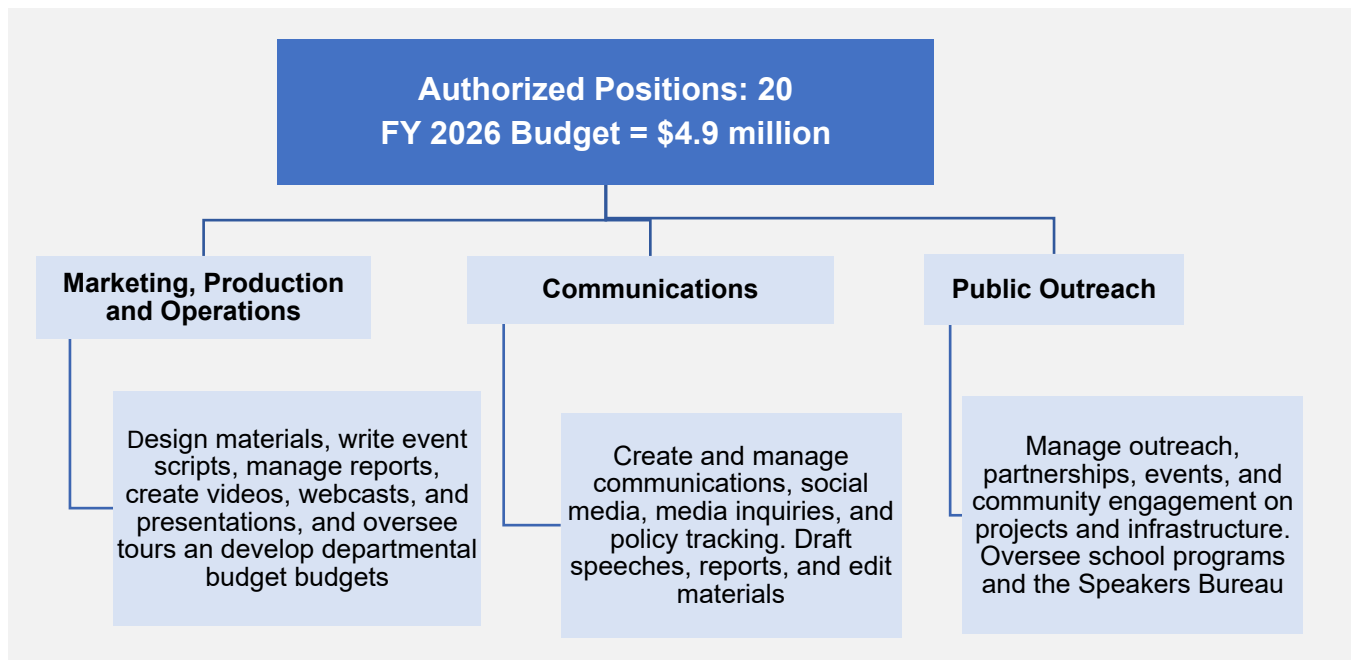 Authorized Positions: 20
FY 2026 Budget = $4.9 million
Marketing, Production
and Operations
Communications
Public Outreach
Design materials, write event
scripts, manage reports,
create videos, webcasts, and
presentations, and oversee
tours an develop departmental
budget budgets
Create and manage
communications, social
media, media inquiries, and
policy tracking. Draft
speeches, reports, and edit
materials
Manage outreach,
partnerships, events, and
community engagement on
projects and infrastructure.
Oversee school programs
and the Speakers Bureau